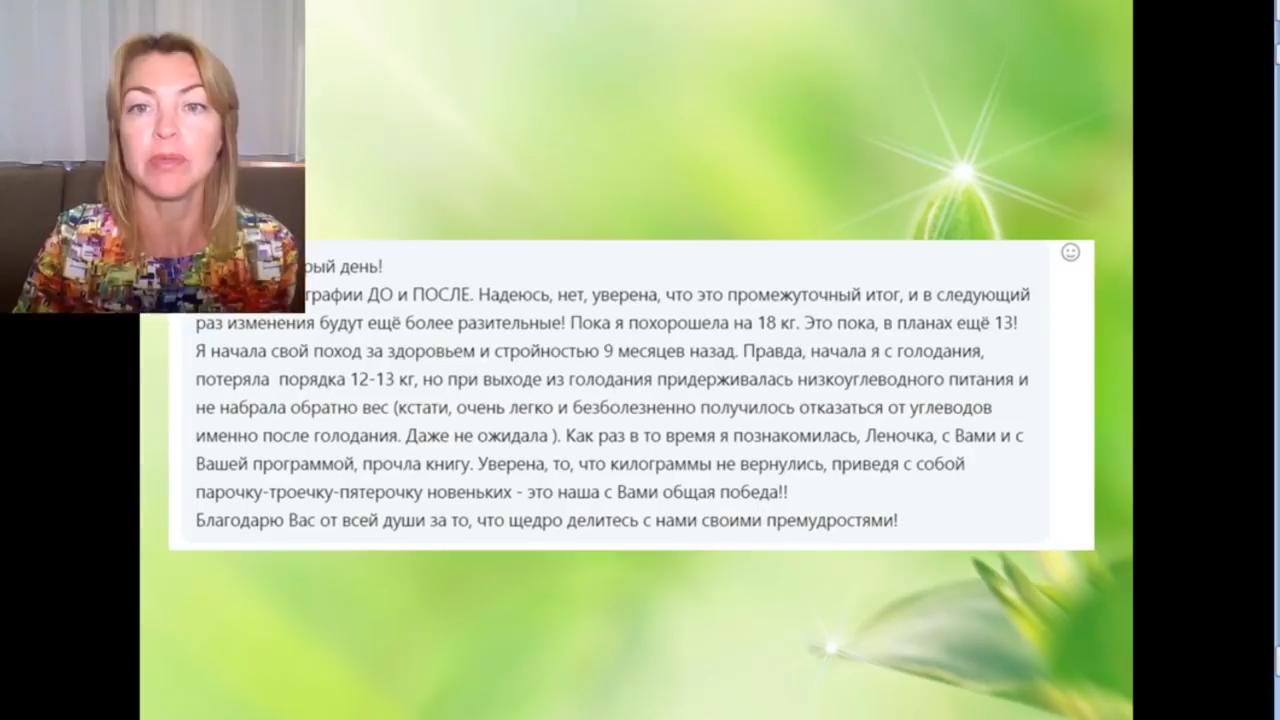 рый день!
графии ДО и ПОСЛЕ. Надеюсь, нет, уверена, что это промежуточный итог, и в следующий
раз изменения будут ещё более разительные! Пока я похорошела на 18 кг. Это пока, в планах ещё 13!
Я начала свой поход за здоровьем и стройностью 9 месяцев назад. Правда, начала я с голодания,
потеряла порядка 12-13 кг, но при выходе из голодания придерживалась низкоуглеводного питания и
не набрала обратно вес (кстати, очень легко и безболезненно получилось отказаться от углеводов
именно после голодания. Даже не ожидала ). Как раз в то время я познакомилась, Леночка, с Вами и с
Вашей программой, прочла книгу. Уверена, то, что килограммы не вернулись, приведя с собой
парочку-троечку-пятерочку новеньких - это наша с Вами общая победа!!
Благодарю Вас от всей души за то, что щедро делитесь с нами своими премудростями!